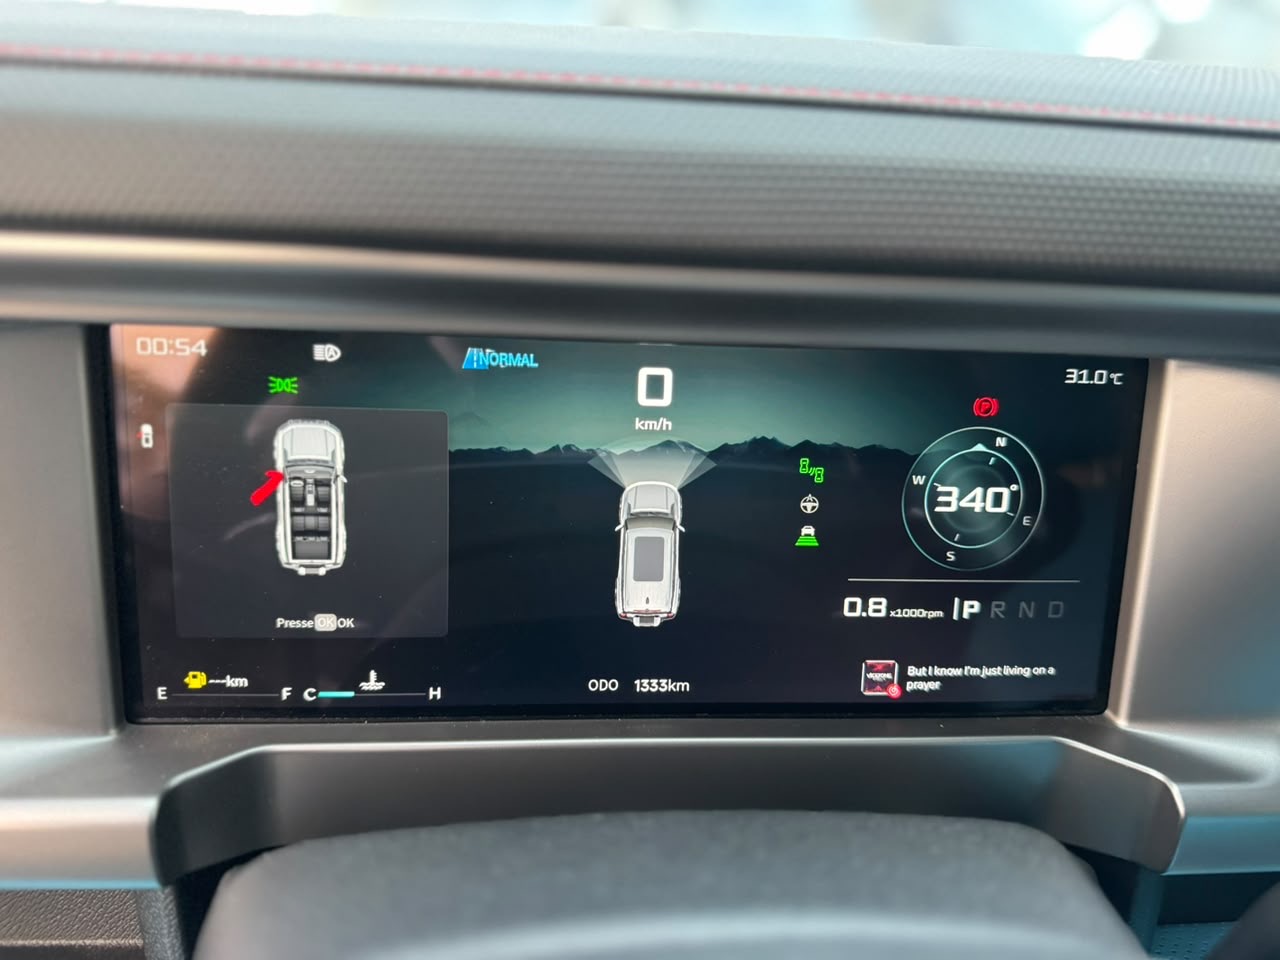 00:54
NORMAL
0
km/h
31.0°C
P
N
W
340°
E
S
0.8 x1000rpm
P R N D
Presse OK OK
---km
E
F
C
H
ODO 1333km
But I know I'm just living on a
prayer